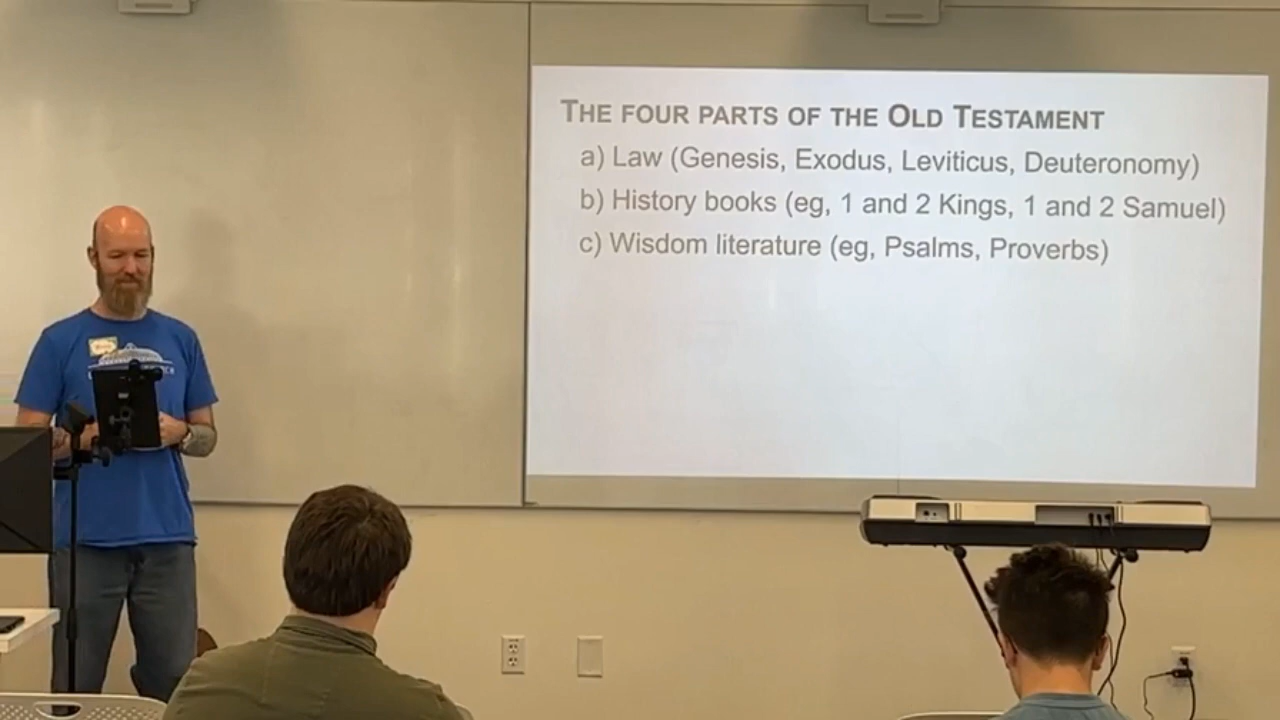 THE FOUR PARTS OF THE OLD TESTAMENT
a) Law (Genesis, Exodus, Leviticus, Deuteronomy)
b) History books (eg, 1 and 2 Kings, 1 and 2 Samuel)
c) Wisdom literature (eg, Psalms, Proverbs)